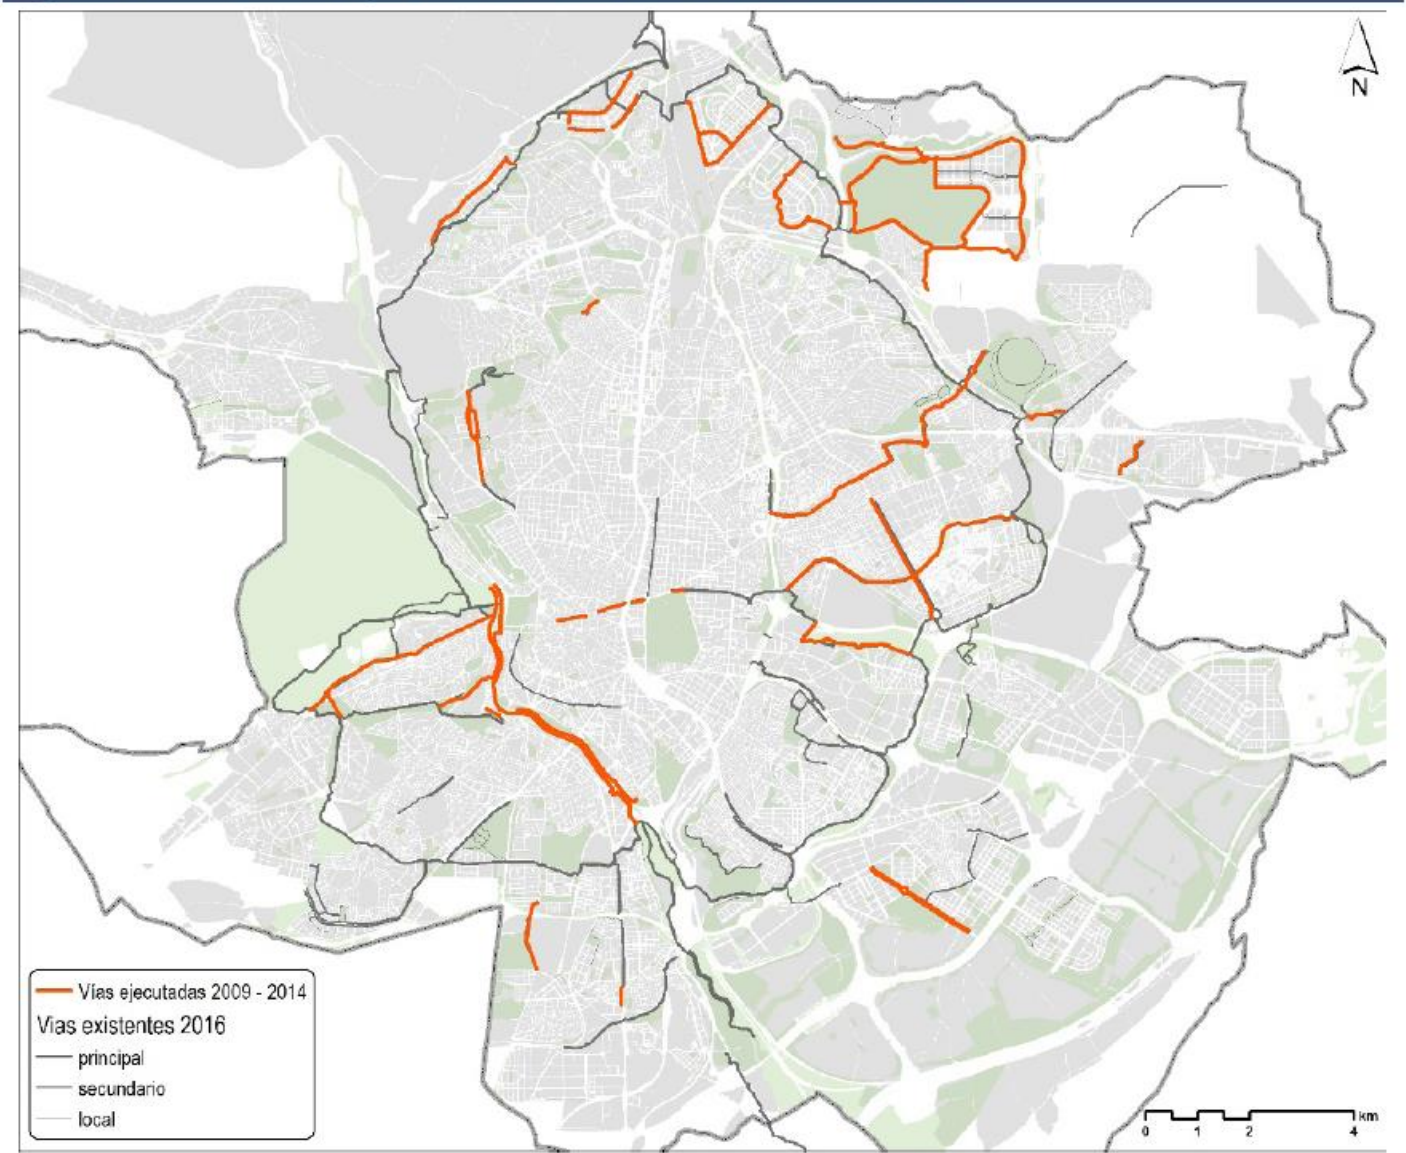 N
Vías ejecutadas 2009 - 2014
Vias existentes 2016
principal
secundario
local
km
0 1 2 4